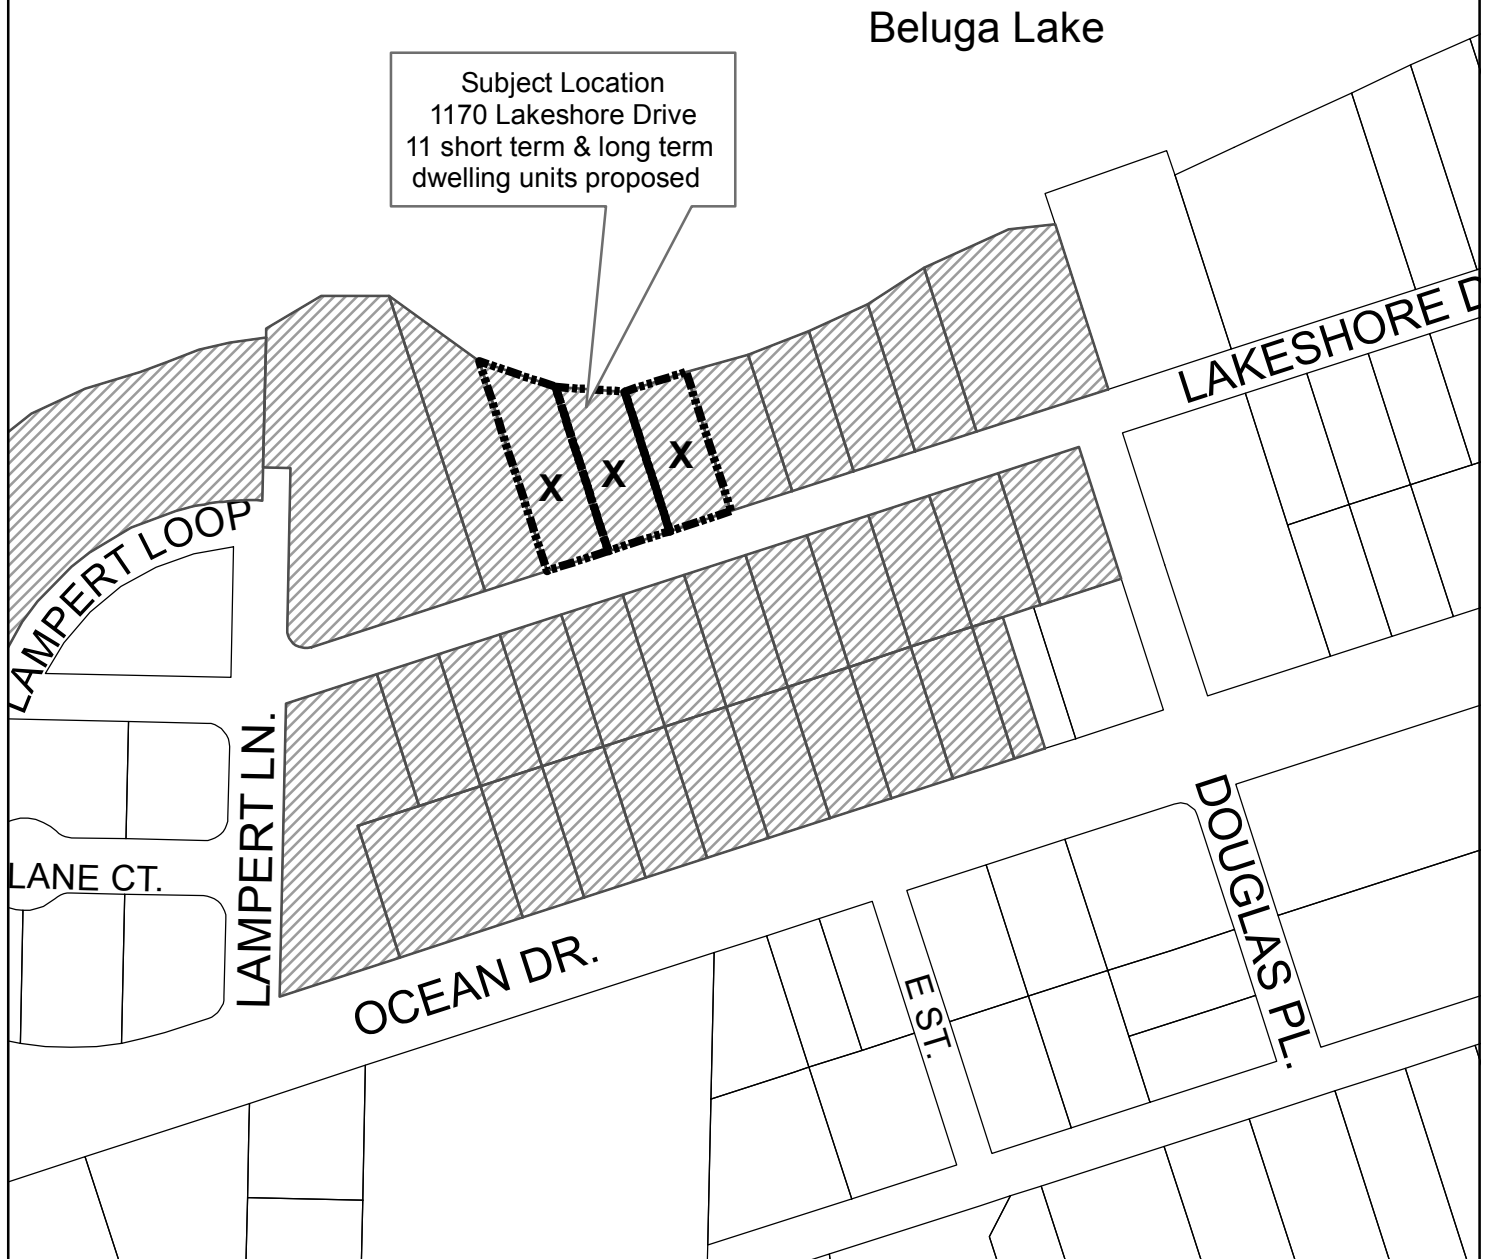 Beluga Lake
Subject Location
1170 Lakeshore Drive
11 short term & long term
dwelling units proposed
LAKESHORE D
X
X
X
LAMPERT LOOP
LAMPERT LN.
LANE CT.
OCEAN DR.
DOUGLAS PL.
E ST.